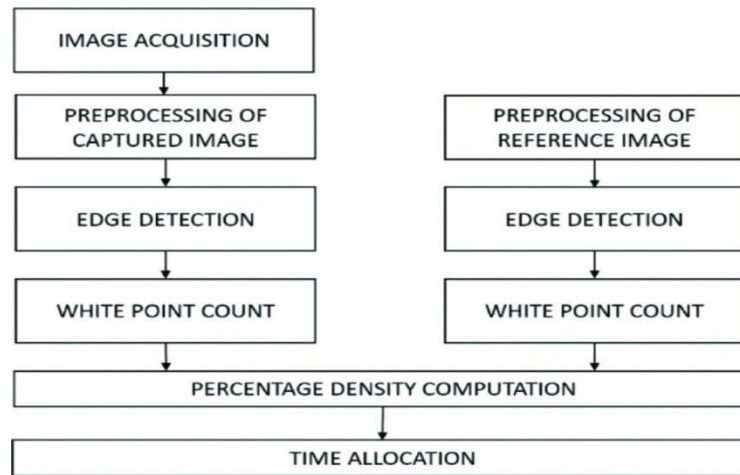 IMAGE ACQUISITION
PREPROCESSING OF
CAPTURED IMAGE
PREPROCESSING OF
REFERENCE IMAGE
EDGE DETECTION
EDGE DETECTION
WHITE POINT COUNT
WHITE POINT COUNT
PERCENTAGE DENSITY COMPUTATION
TIME ALLOCATION